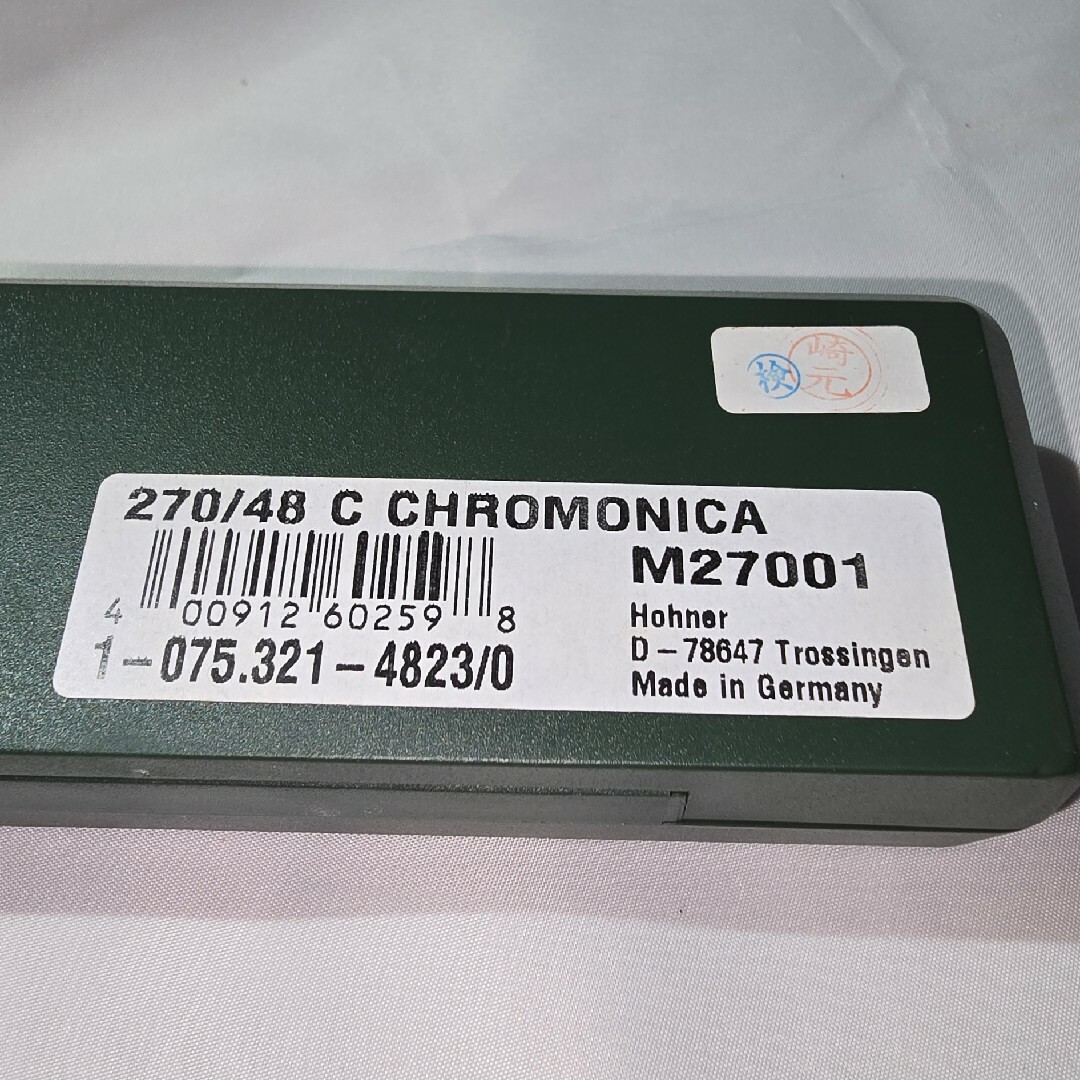 崎元
検
270/48 C CHROMONICA
M27001
4 00912 60259 8
1-075.321-4823/0
Hohner
D-78647 Trossingen
Made in Germany